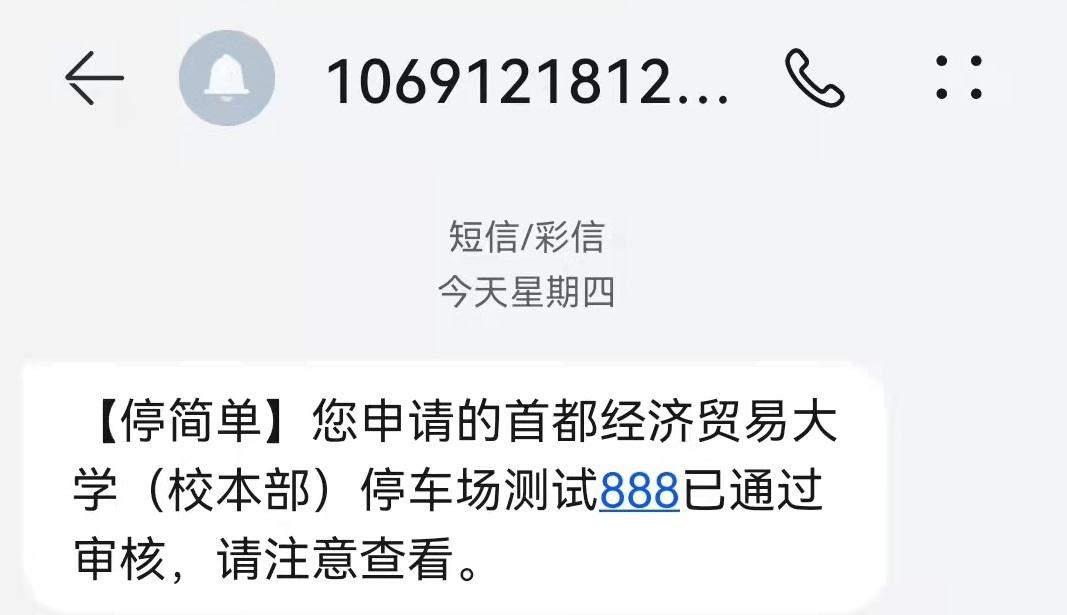 1069121812...
短信/彩信
今天星期四
【停简单】您申请的首都经济贸易大
学（校本部）停车场测试888已通过
审核，请注意查看。